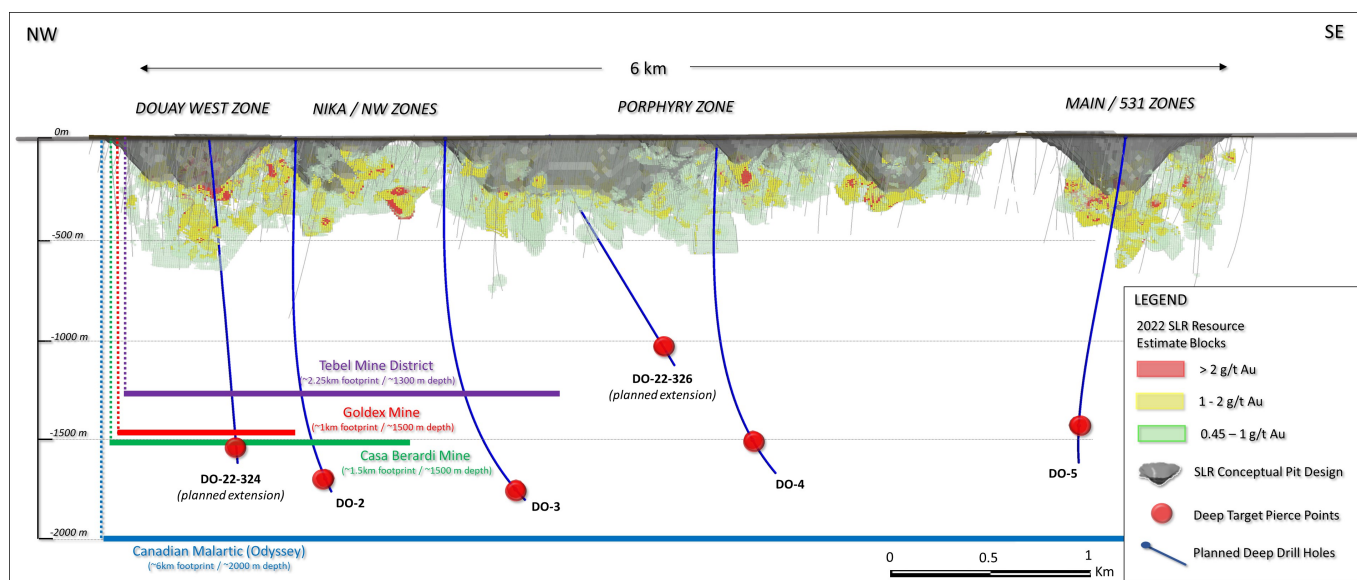 NW
SE
6 km
DOUAY WEST ZONE
NIKA / NW ZONES
PORPHYRY ZONE
MAIN / 531 ZONES
0m
-500 m
-1000 m
-1500 m
-2000 m
Tebel Mine District
(~2.25km footprint / ~1300 m depth)
Goldex Mine
(~1km footprint / ~1500 m depth)
Casa Berardi Mine
(~1.5km footprint / ~1500 m depth)
DO-22-324
(planned extension)
DO-2
DO-3
DO-22-326
(planned extension)
DO-4
DO-5
Canadian Malartic (Odyssey)
(~6km footprint / ~2000 m depth)
0 0.5 1
Km
LEGEND
2022 SLR Resource
Estimate Blocks
> 2 g/t Au
1 - 2 g/t Au
0.45 – 1 g/t Au
SLR Conceptual Pit Design
Deep Target Pierce Points
Planned Deep Drill Holes